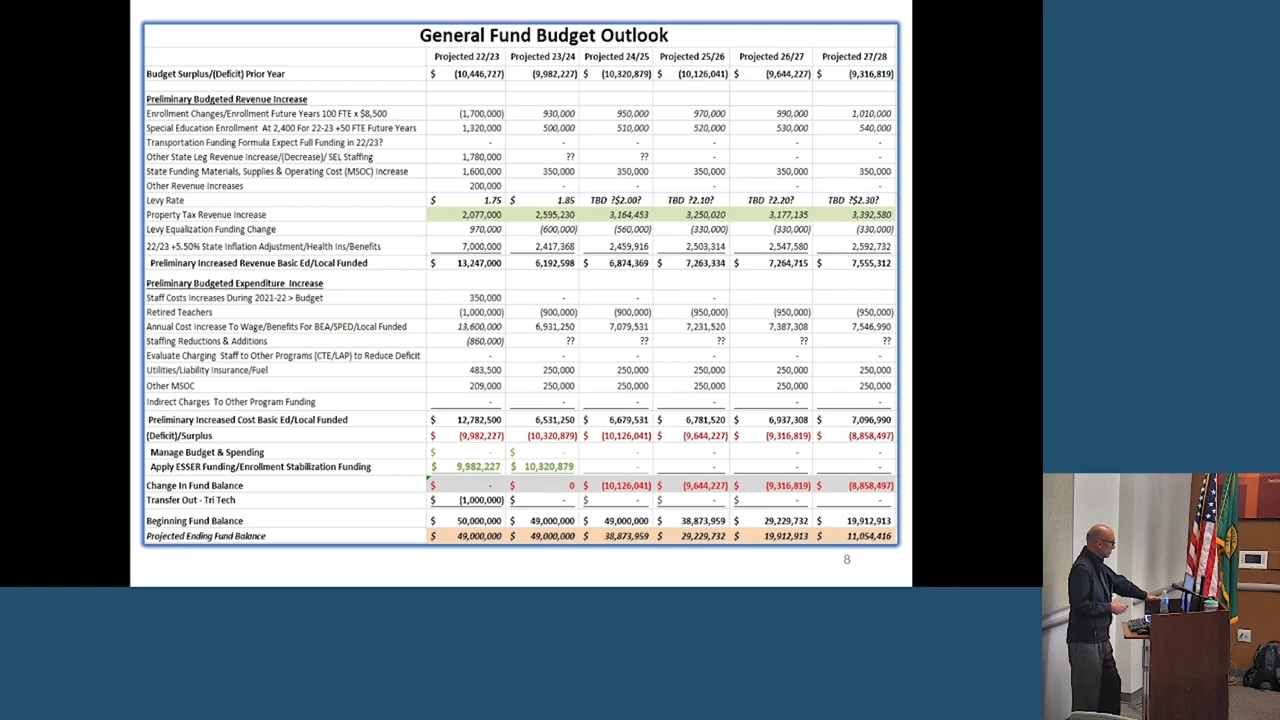 General Fund Budget Outlook
Projected 22/23 Projected 23/24 Projected 24/25 Projected 25/26 Projected 26/27 Projected 27/28
Budget Surplus/(Deficit) Prior Year $ (10,446,727) (9,982,227) $ (10,320,879) $ (10,126,041) $ (9,644,227) $ (9,316,819)
Preliminary Budgeted Revenue Increase
Enrollment Changes/Enrollment Future Years 100 FTE x $8,500 (1,700,000) 930,000 950,000 970,000 990,000 1,010,000
Special Education Enrollment At 2,400 For 22-23 +50 FTE Future Years 1,320,000 500,000 510,000 520,000 530,000 540,000
Transportation Funding Formula Expect Full Funding in 22/23? - - - - - -
Other State Leg Revenue Increase/(Decrease)/ SEL Staffing 1,780,000 ?? ?? - - -
State Funding Materials, Supplies & Operating Cost (MSOC) Increase 1,600,000 350,000 350,000 350,000 350,000 350,000
Other Revenue Increases 200,000 - - - - -
Levy Rate $ 1.75 $ 1.85 TBD ?$2.00? TBD ?2.10? TBD ?2.20? TBD ?$2.30?
Property Tax Revenue Increase 2,077,000 2,595,230 3,164,453 3,250,020 3,177,135 3,392,580
Levy Equalization Funding Change 970,000 (600,000) (560,000) (330,000) (330,000) (330,000)
22/23 +5.50% State Inflation Adjustment/Health Ins/Benefits 7,000,000 2,417,368 2,459,916 2,503,314 2,547,580 2,592,732
Preliminary Increased Revenue Basic Ed/Local Funded $ 13,247,000 6,192,598 $ 6,874,369 $ 7,263,334 $ 7,264,715 $ 7,555,312
Preliminary Budgeted Expenditure Increase
Staff Costs Increases During 2021-22 > Budget 350,000 - - -
Retired Teachers (1,000,000) (900,000) (900,000) (950,000) (950,000) (950,000)
Annual Cost Increase To Wage/Benefits For BEA/SPED/Local Funded 13,600,000 6,931,250 7,079,531 7,231,520 7,387,308 7,546,990
Staffing Reductions & Additions (860,000) ?? ?? ?? ?? ??
Evaluate Charging Staff to Other Programs (CTE/LAP) to Reduce Deficit - - - - - -
Utilities/Liability Insurance/Fuel 483,500 250,000 250,000 250,000 250,000 250,000
Other MSOC 209,000 250,000 250,000 250,000 250,000 250,000
Indirect Charges To Other Program Funding - - - - - -
Preliminary Increased Cost Basic Ed/Local Funded $ 12,782,500 6,531,250 $ 6,679,531 $ 6,781,520 $ 6,937,308 $ 7,096,990
(Deficit)/Surplus $ (9,982,227) (10,320,879) $ (10,126,041) $ (9,644,227) $ (9,316,819) $ (8,858,497)
Manage Budget & Spending $ - $ - - - - -
Apply ESSER Funding/Enrollment Stabilization Funding $ 9,982,227 $ 10,320,879 - - - -
Change In Fund Balance $ - $ 0 $ (10,126,041) $ (9,644,227) $ (9,316,819) $ (8,858,497)
Transfer Out - Tri Tech $ (1,000,000) $ - $ - $ - $ - $ -
Beginning Fund Balance $ 50,000,000 $ 49,000,000 $ 49,000,000 $ 38,873,959 $ 29,229,732 $ 19,912,913
Projected Ending Fund Balance $ 49,000,000 $ 49,000,000 $ 38,873,959 $ 29,229,732 $ 19,912,913 $ 11,054,416
8